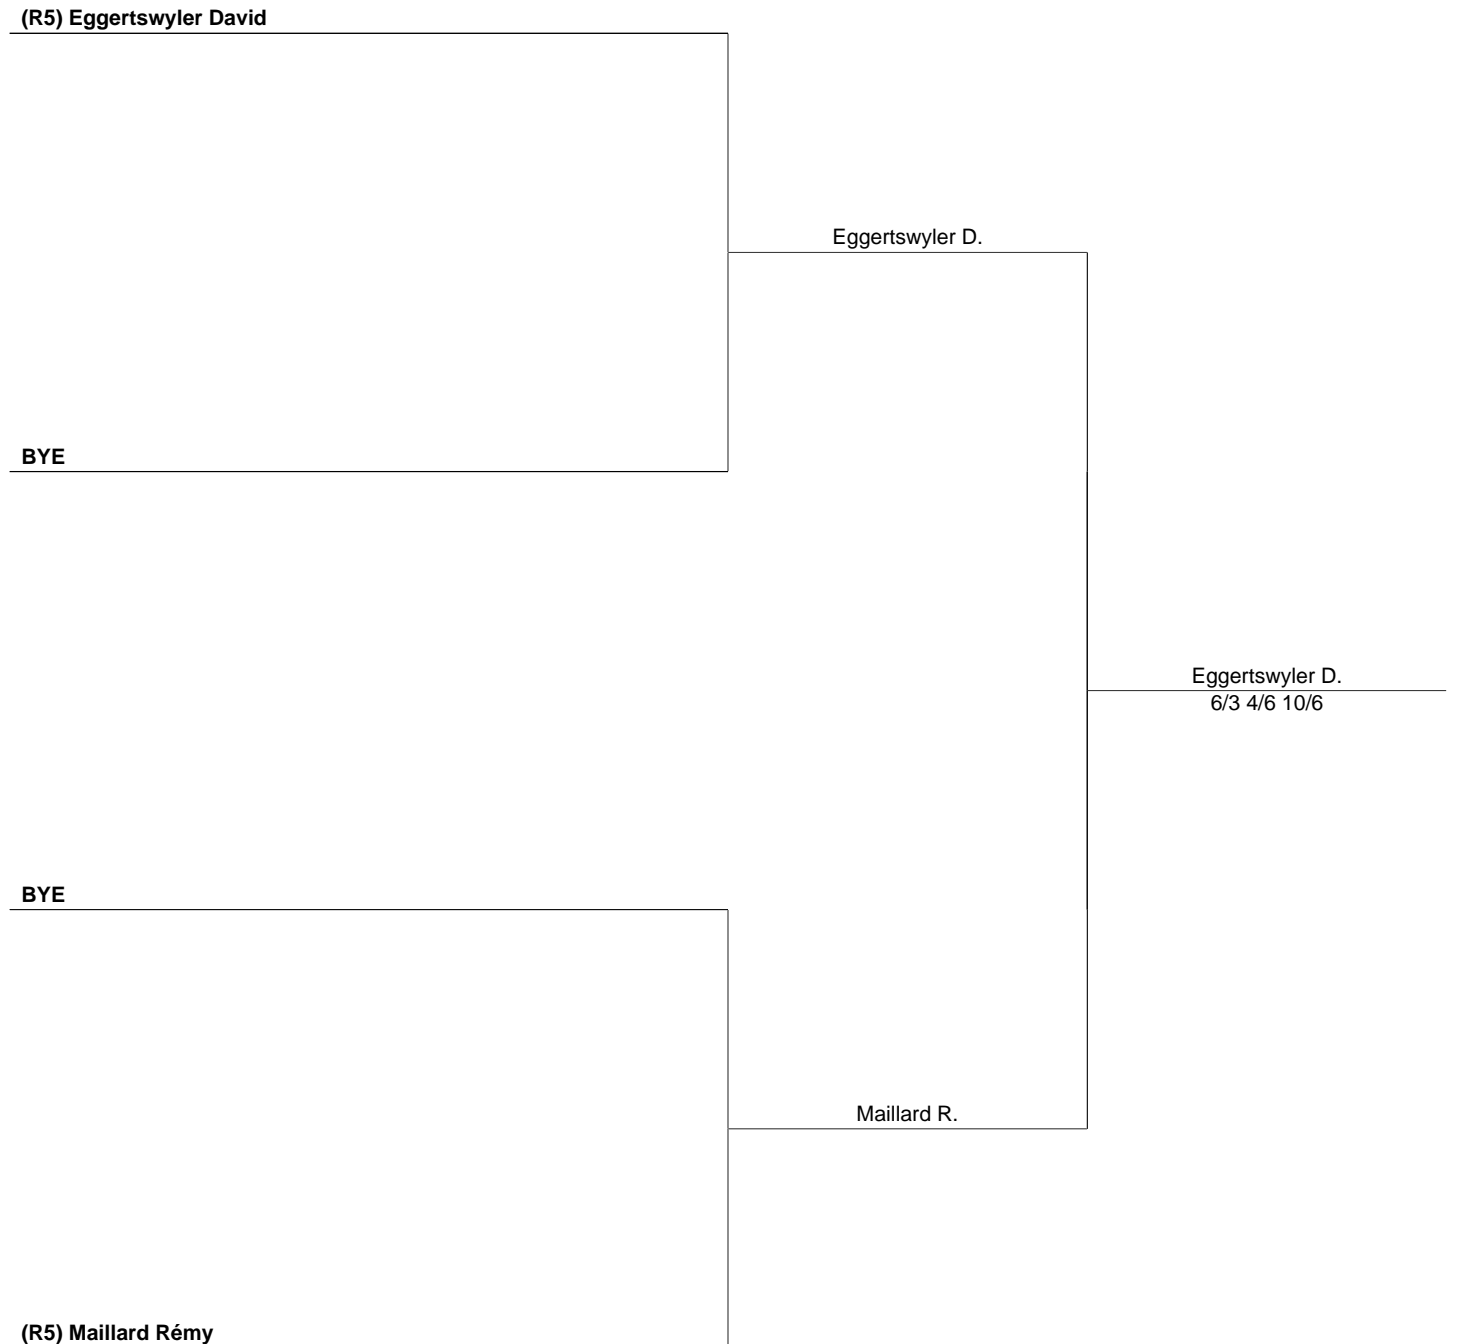 (R5) Eggertswyler David
Eggertswyler D.
BYE
Eggertswyler D.
6/3 4/6 10/6
BYE
Maillard R.
(R5) Maillard Rémy